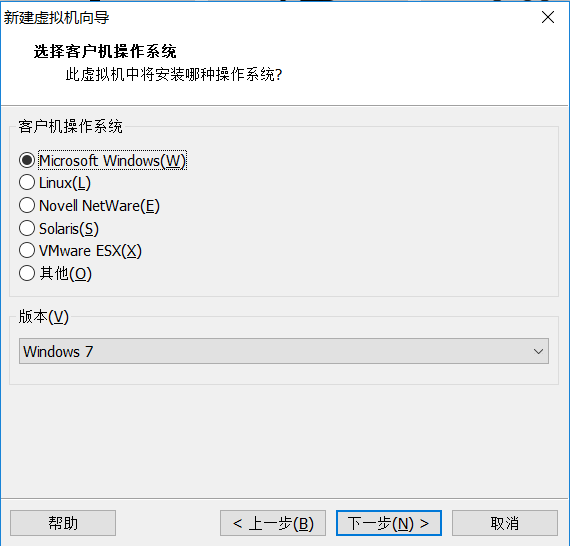 新建虚拟机向导
选择客户机操作系统
此虚拟机中将安装哪种操作系统?
客户机操作系统
Microsoft Windows(W)
Linux(L)
Novell NetWare(E)
Solaris(S)
VMware ESX(X)
其他(O)
版本(V)
Windows 7
帮助
< 上一步(B)
下一步(N) >
取消